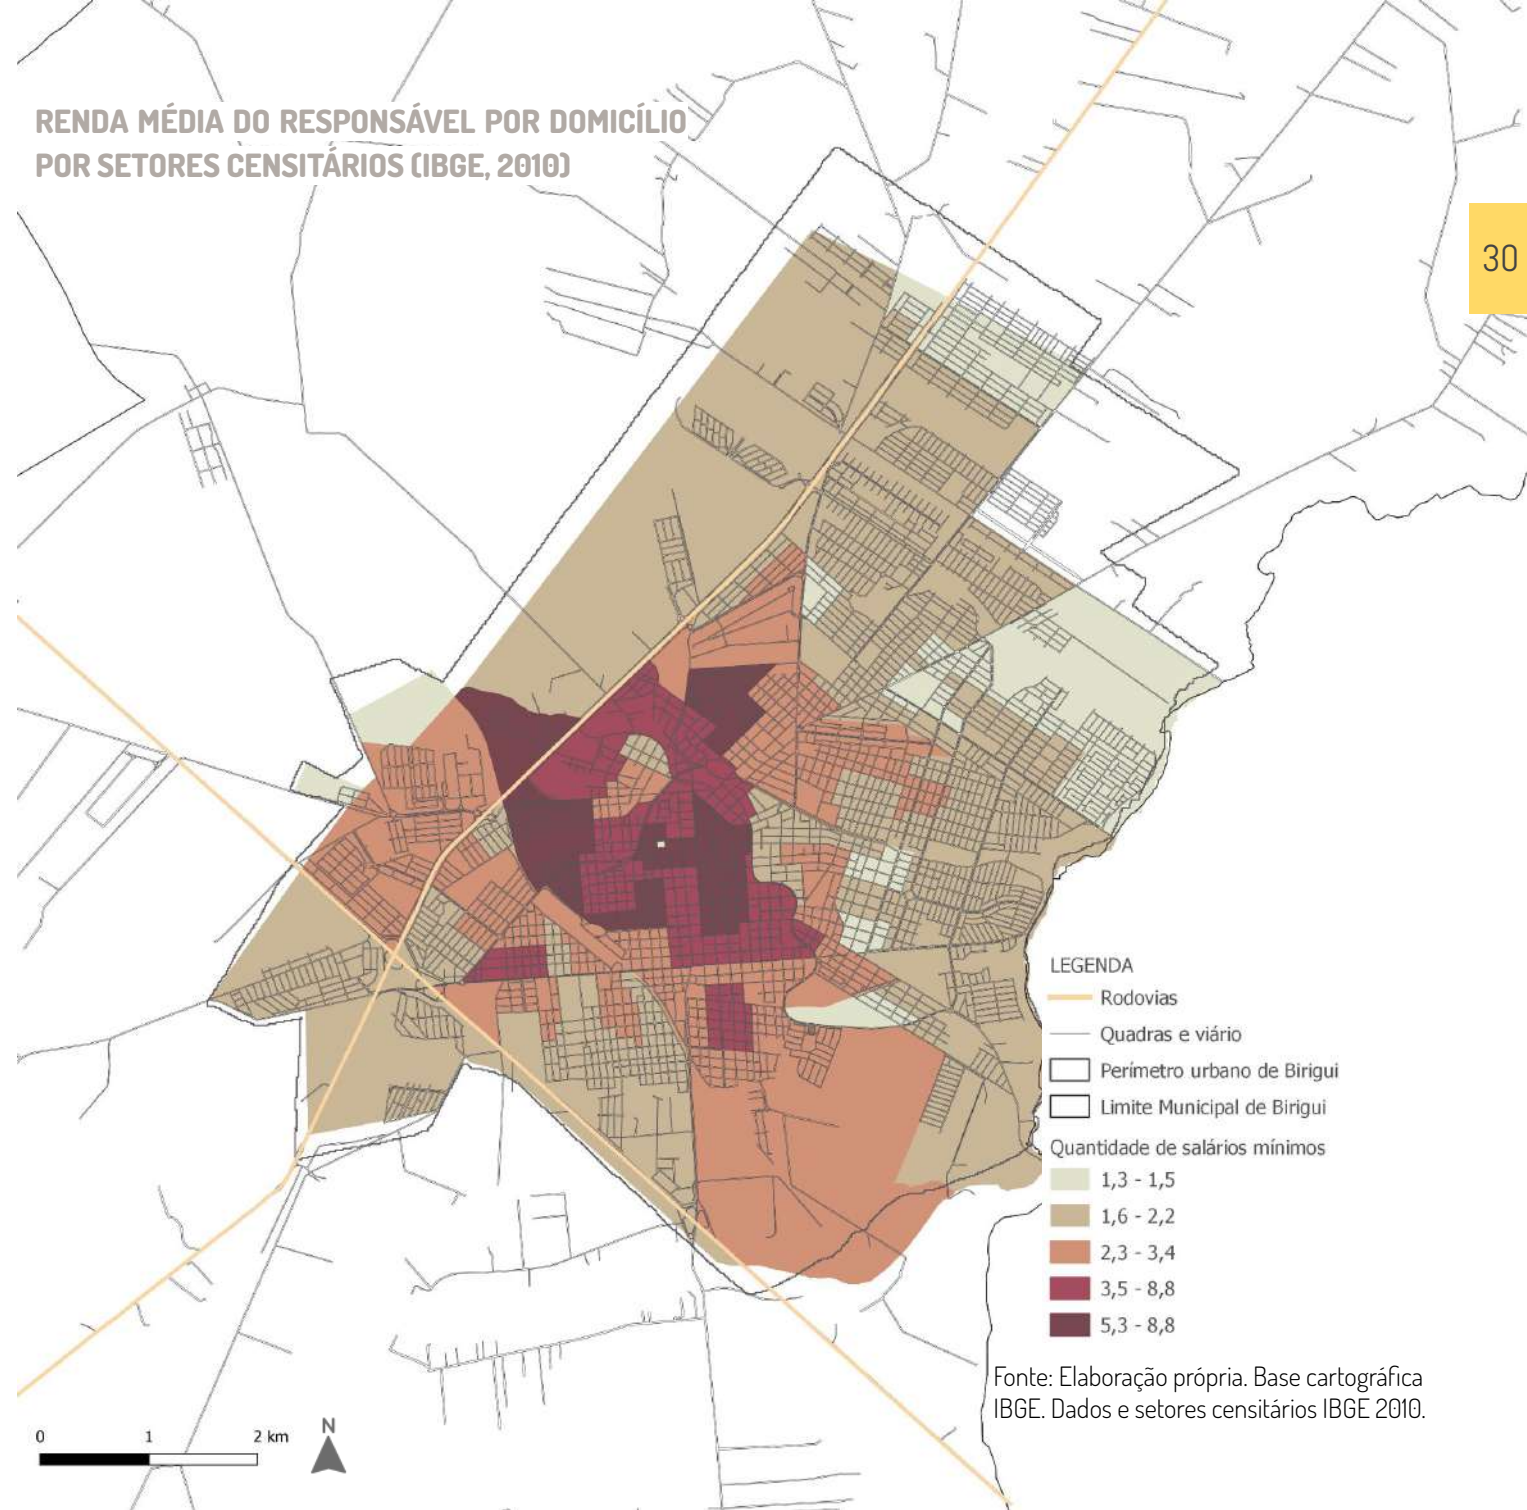 RENDA MÉDIA DO RESPONSÁVEL POR DOMICÍLIO
POR SETORES CENSITÁRIOS (IBGE, 2010)
30
LEGENDA
Rodovias
Quadras e viário
Perímetro urbano de Birigui
Limite Municipal de Birigui
Quantidade de salários mínimos
1,3 - 1,5
1,6 - 2,2
2,3 - 3,4
3,5 - 8,8
5,3 - 8,8
Fonte: Elaboração própria. Base cartográfica
IBGE. Dados e setores censitários IBGE 2010.
0 1 2 km
N